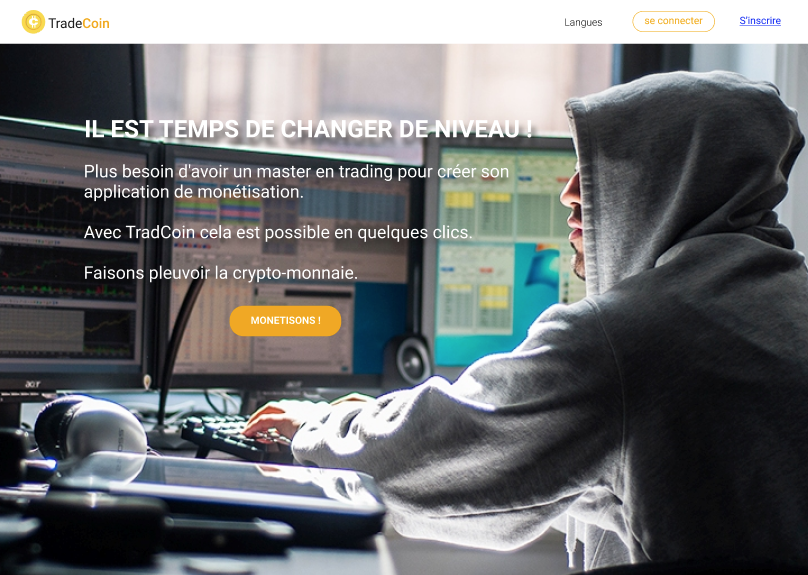 TradeCoin
Langues
se connecter
S'inscrire
IL EST TEMPS DE CHANGER DE NIVEAU !
Plus besoin d'avoir un master en trading pour créer son
application de monétisation.
Avec TradCoin cela est possible en quelques clics.
Faisons pleuvoir la crypto-monnaie.
MONETISONS !
acer
acer